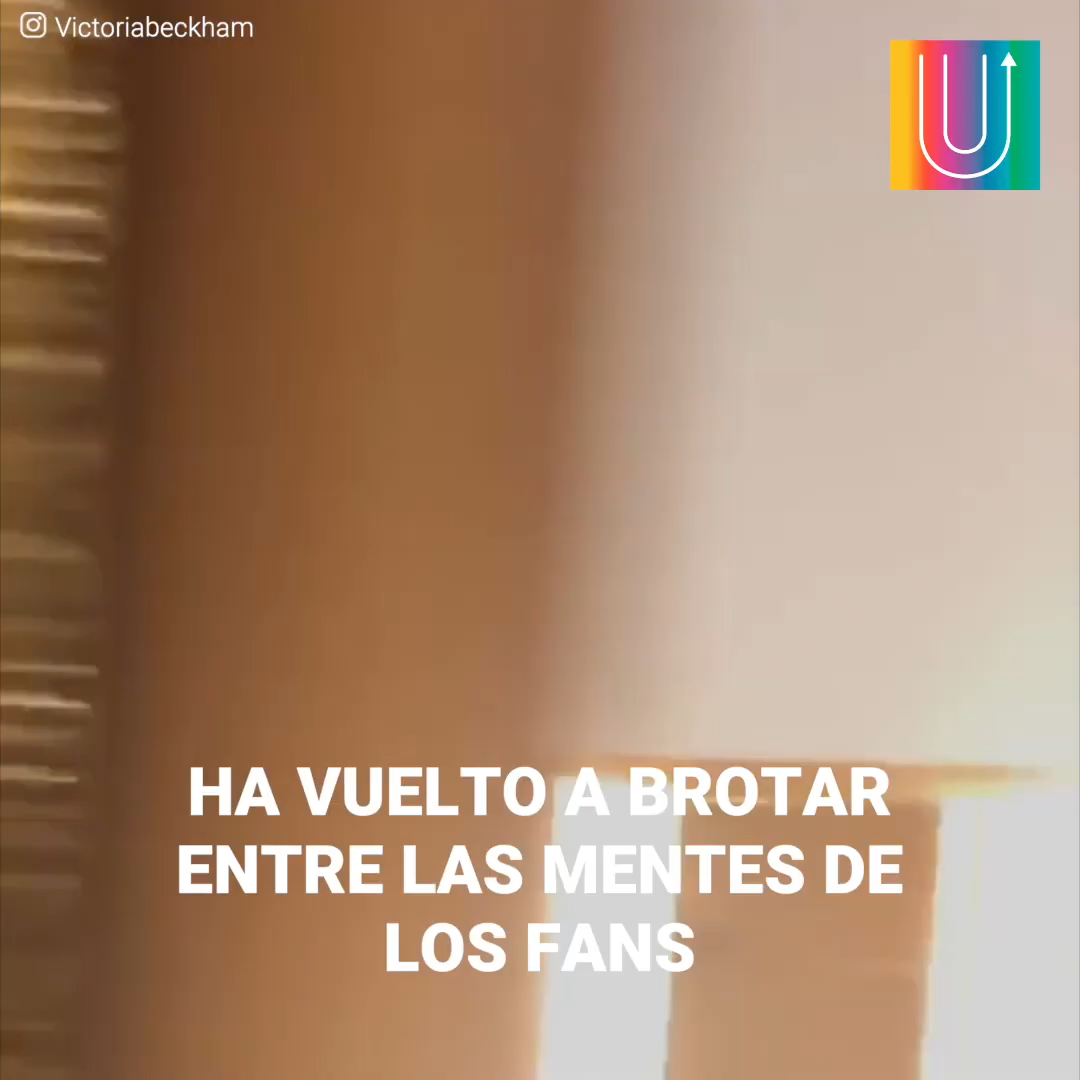 Victoriabeckham
U
HA VUELTO A BROTAR
ENTRE LAS MENTES DE
LOS FANS